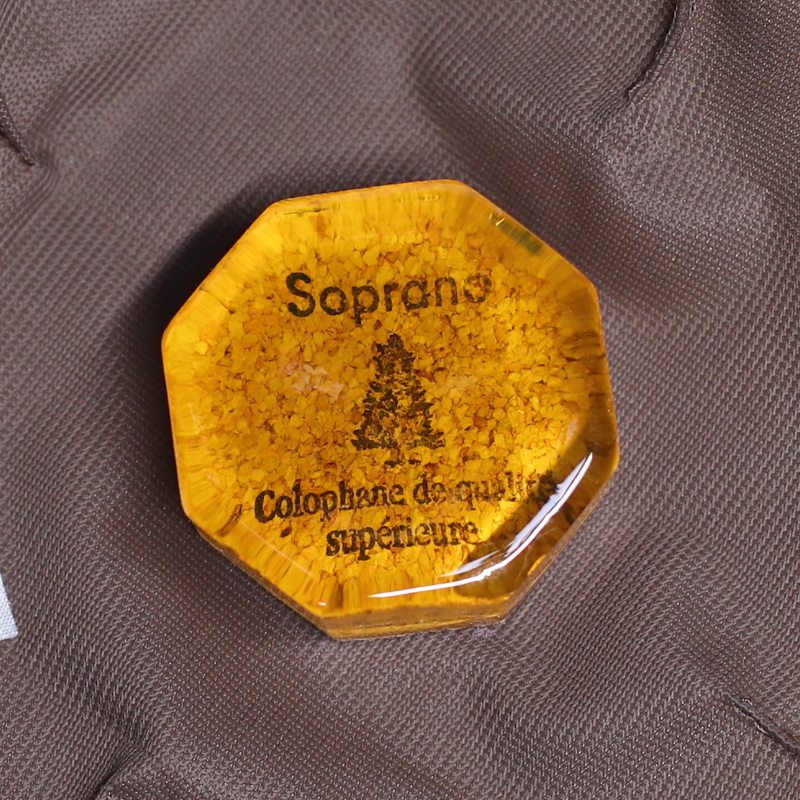 Soprano
Colophane de qualité
supérieure